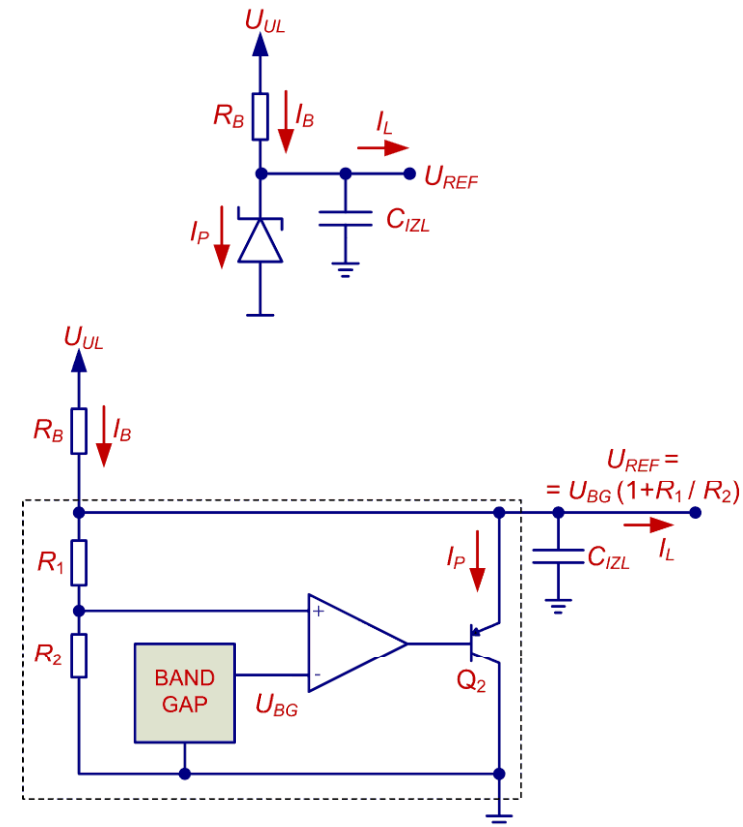 U_UL
R_B I_B
I_L
U_REF
I_P
C_IZL
U_UL
R_B I_B
U_REF =
= U_BG (1+R_1 / R_2)
I_L
C_IZL
R_1
I_P
+
R_2
-
BAND
GAP
U_BG
Q_2